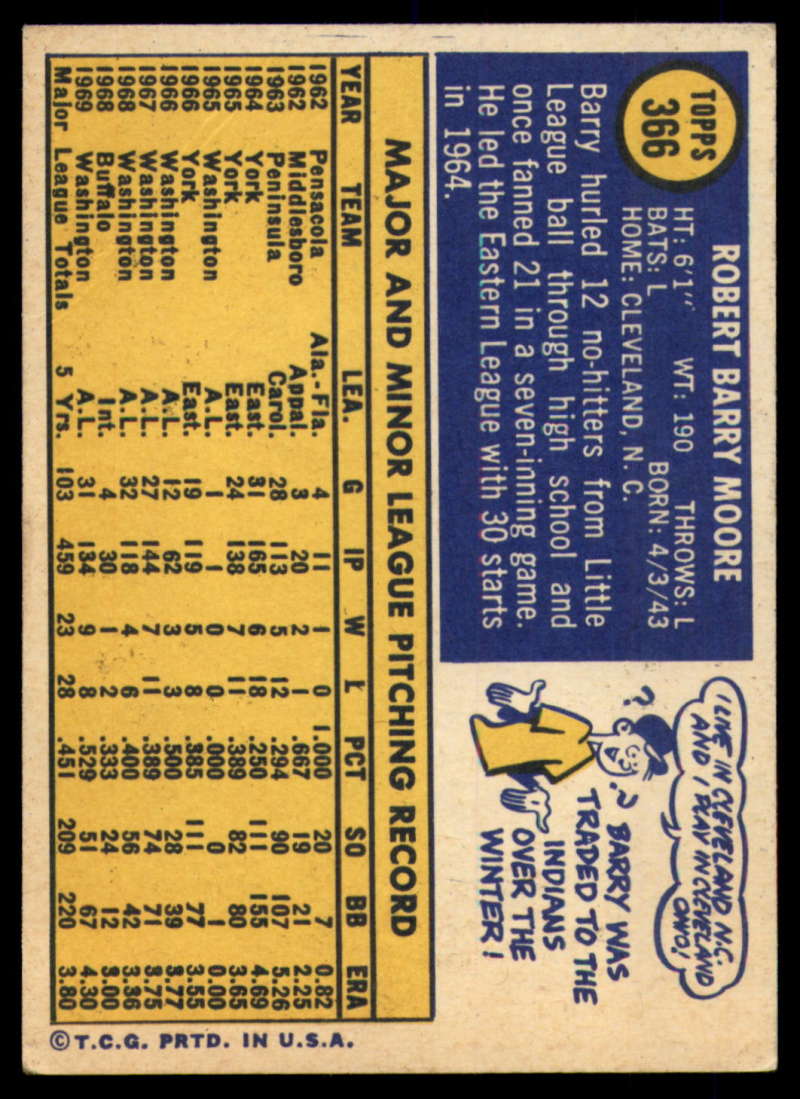 TOPPS
366
ROBERT BARRY MOORE
HT: 6'1" WT: 190 THROWS: L
BATS: L BORN: 4/3/43
HOME: CLEVELAND, N. C.
Barry hurled 12 no-hitters from Little
League ball through high school and
once fanned 21 in a seven-inning game.
He led the Eastern League with 30 starts
in 1964.
I LIVE IN CLEVELAND N.C.
AND I PLAY IN CLEVELAND
OHIO!
?
?
BARRY WAS
TRADED TO THE
INDIANS
OVER THE
WINTER!
MAJOR AND MINOR LEAGUE PITCHING RECORD
YEAR TEAM LEA. G IP W L PCT SO BB ERA
1962 Pensacola Ala.-Fla. 4 11 1 0 1.000 20 7 0.82
1962 Middlesboro Appal. 3 20 2 1 .667 19 21 2.25
1963 Peninsula Carol. 28 113 5 12 .294 90 107 5.26
1964 York East. 31 165 6 18 .250 111 155 4.69
1965 York East. 24 138 7 11 .389 82 80 3.65
1965 Washington A.L. 1 1 0 0 .000 0 1 0.00
1966 York East. 19 119 5 8 .385 111 77 3.55
1966 Washington A.L. 12 62 3 3 .500 28 39 3.77
1967 Washington A.L. 27 144 7 11 .389 74 71 3.75
1968 Washington A.L. 32 118 4 6 .400 56 42 3.36
1968 Buffalo Int. 4 30 1 2 .333 24 12 3.00
1969 Washington A.L. 31 134 9 8 .529 51 67 4.30
Major League Totals 5 Yrs. 103 459 23 28 .451 209 220 3.80
© T.C.G. PRTD. IN U.S.A.